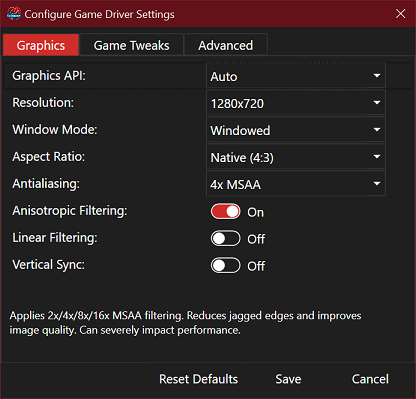 Configure Game Driver Settings
Graphics Game Tweaks Advanced
Graphics API: Auto
Resolution: 1280x720
Window Mode: Windowed
Aspect Ratio: Native (4:3)
Antialiasing: 4x MSAA
Anisotropic Filtering: On
Linear Filtering: Off
Vertical Sync: Off
Applies 2x/4x/8x/16x MSAA filtering. Reduces jagged edges and improves
image quality. Can severely impact performance.
Reset Defaults Save Cancel